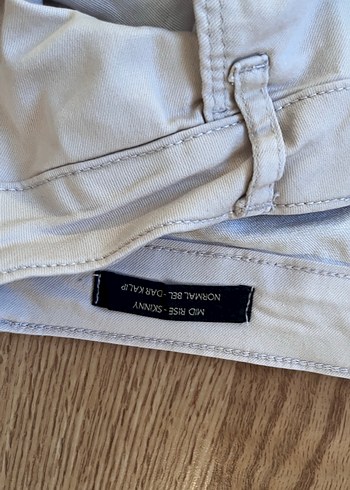 MID RISE - SKINNY
NORMAL BEL - DAR KALIP